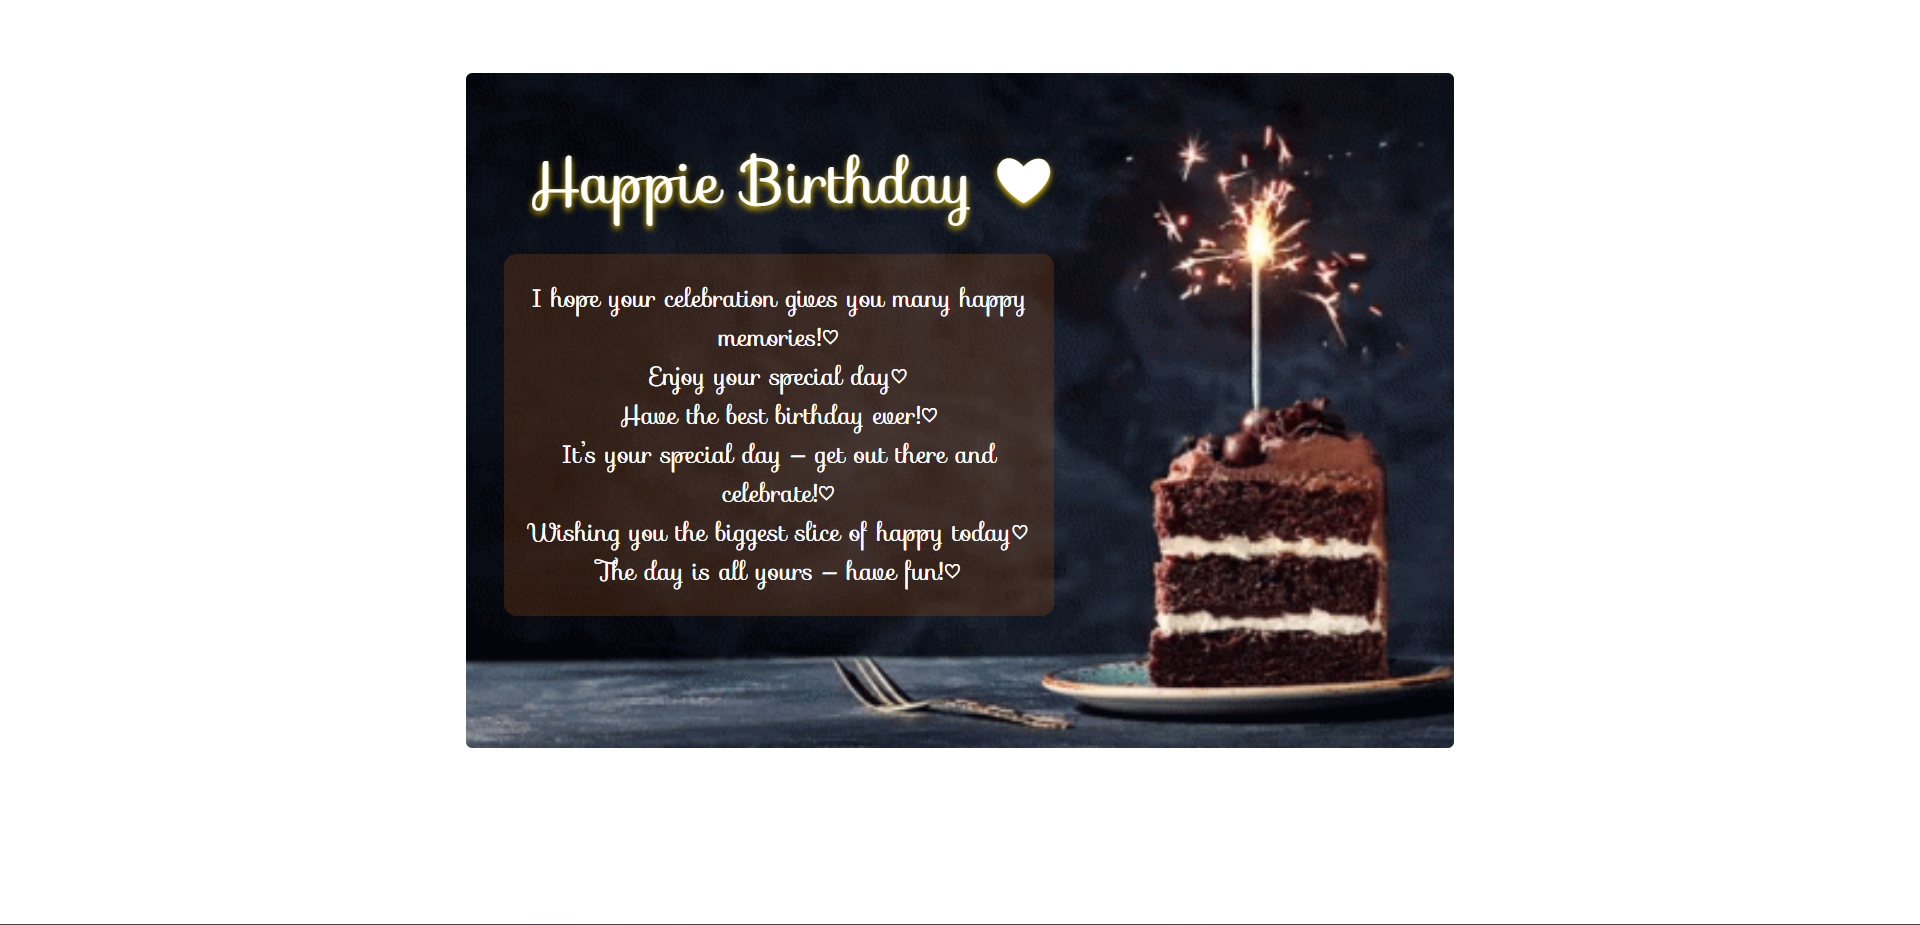 Happie Birthday ♥
I hope your celebration gives you many happy
memories!♡
Enjoy your special day♡
Have the best birthday ever!♡
It's your special day – get out there and
celebrate!♡
Wishing you the biggest slice of happy today♡
The day is all yours – have fun!♡